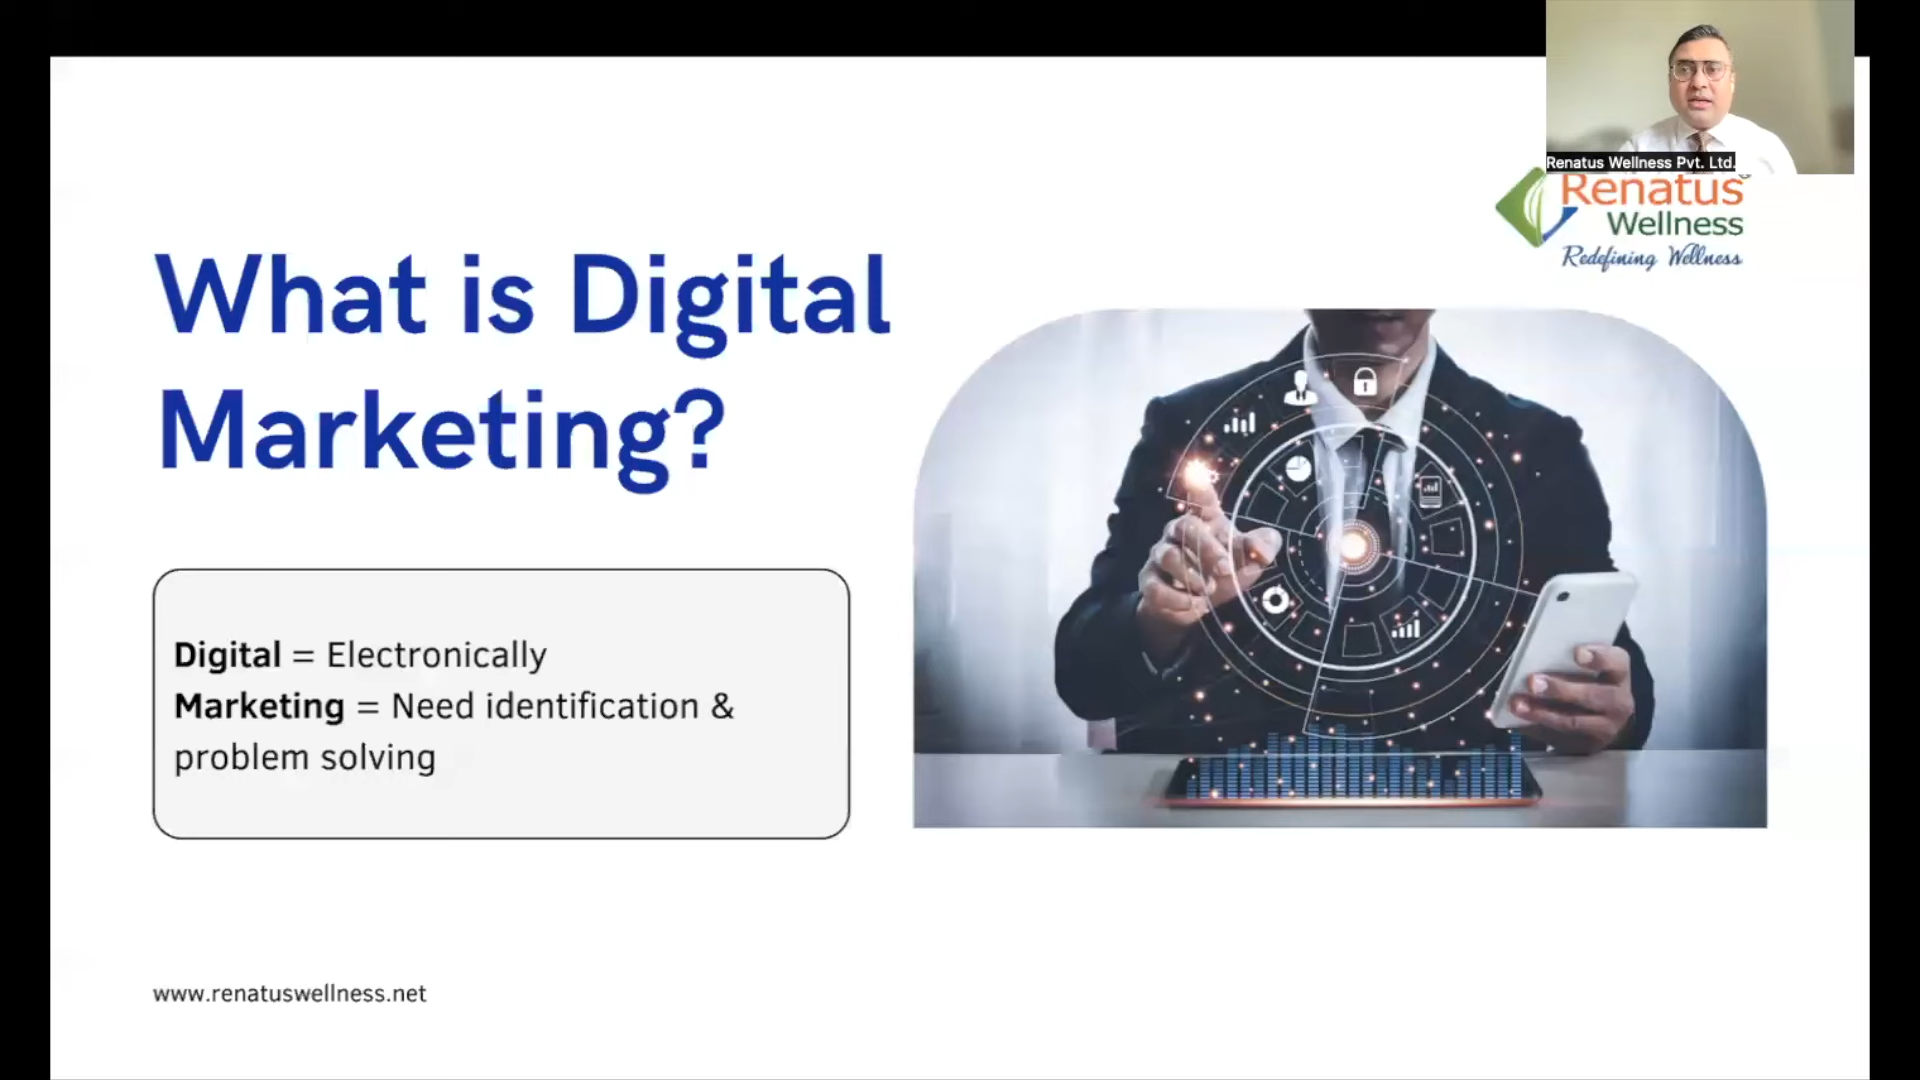 Renatus Wellness Pvt. Ltd.
Renatus
Wellness
Redefining Wellness
What is Digital
Marketing?
Digital = Electronically
Marketing = Need identification &
problem solving
www.renatuswellness.net